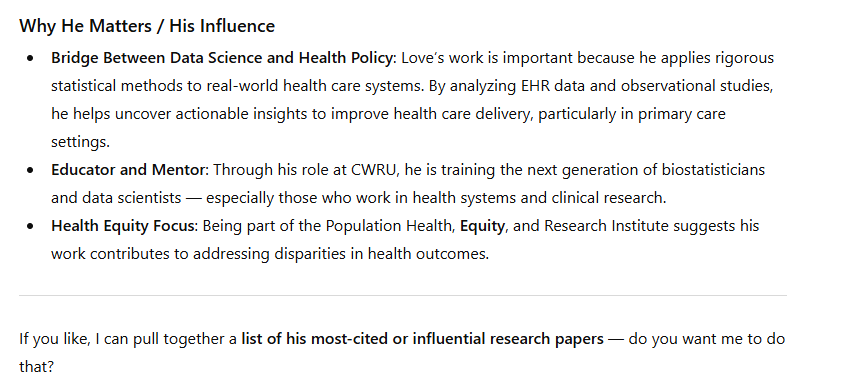 Why He Matters / His Influence
• Bridge Between Data Science and Health Policy: Love’s work is important because he applies rigorous
statistical methods to real-world health care systems. By analyzing EHR data and observational studies,
he helps uncover actionable insights to improve health care delivery, particularly in primary care
settings.
• Educator and Mentor: Through his role at CWRU, he is training the next generation of biostatisticians
and data scientists — especially those who work in health systems and clinical research.
• Health Equity Focus: Being part of the Population Health, Equity, and Research Institute suggests his
work contributes to addressing disparities in health outcomes.
If you like, I can pull together a list of his most-cited or influential research papers — do you want me to do
that?